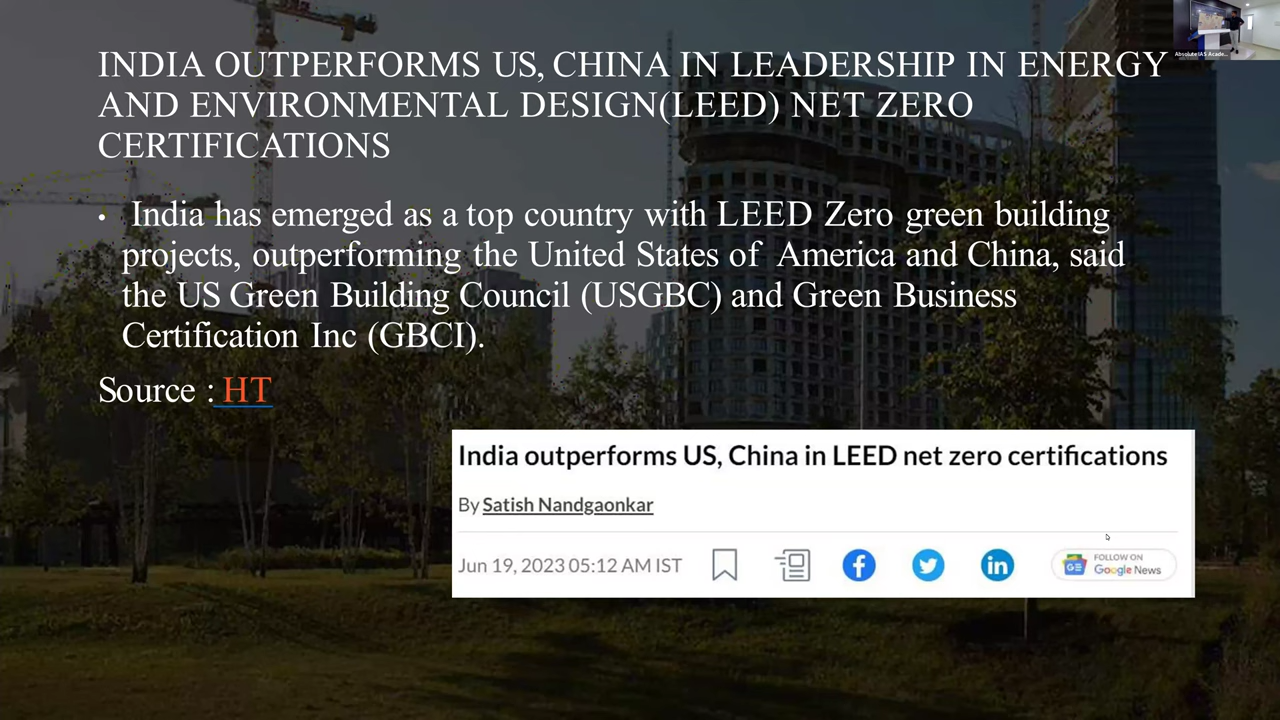 INDIA OUTPERFORMS US, CHINA IN LEADERSHIP IN ENERGY
AND ENVIRONMENTAL DESIGN(LEED) NET ZERO
CERTIFICATIONS
• India has emerged as a top country with LEED Zero green building
projects, outperforming the United States of America and China, said
the US Green Building Council (USGBC) and Green Business
Certification Inc (GBCI).
Source : HT
India outperforms US, China in LEED net zero certifications
By Satish Nandgaonkar
Jun 19, 2023 05:12 AM IST
FOLLOW ON
Google News
Absolute IAS Acade...